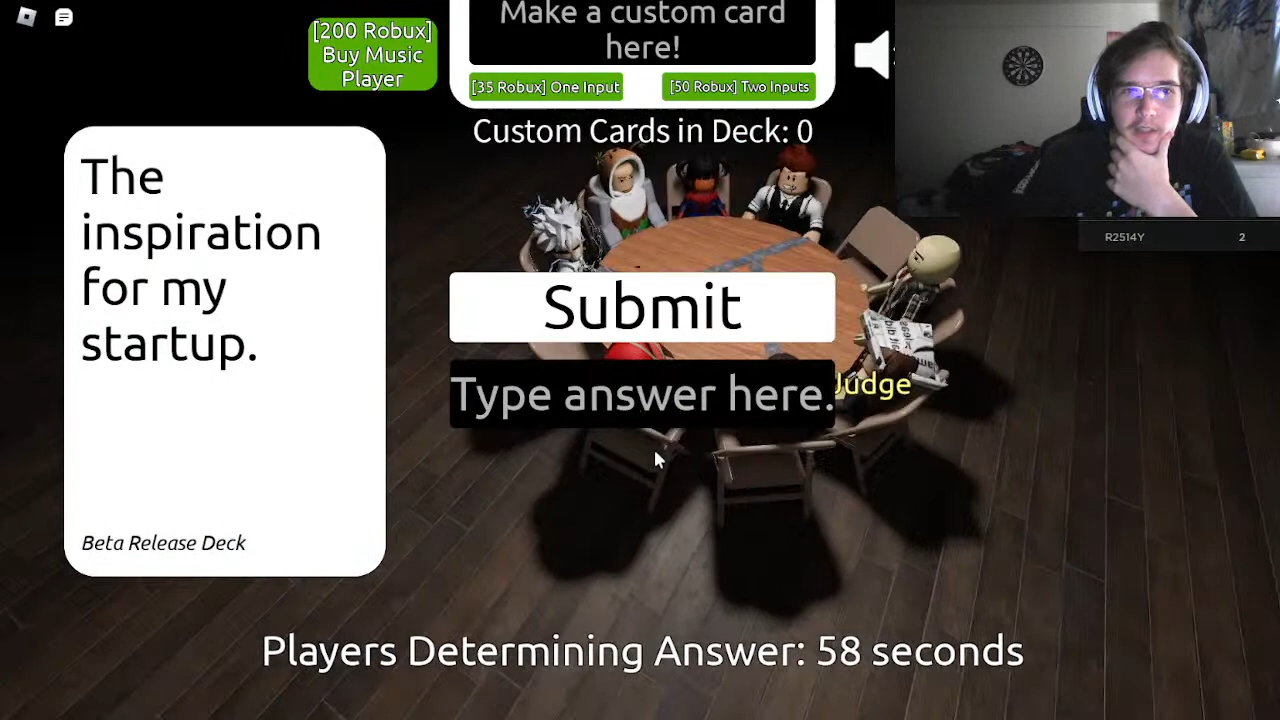 [200 Robux]
Buy Music
Player
Make a custom card
here!
[35 Robux] One Input
[50 Robux] Two Inputs
Custom Cards in Deck: 0
R2514Y 2
The
inspiration
for my
startup.
Beta Release Deck
Submit
Type answer here.
Judge
Players Determining Answer: 58 seconds